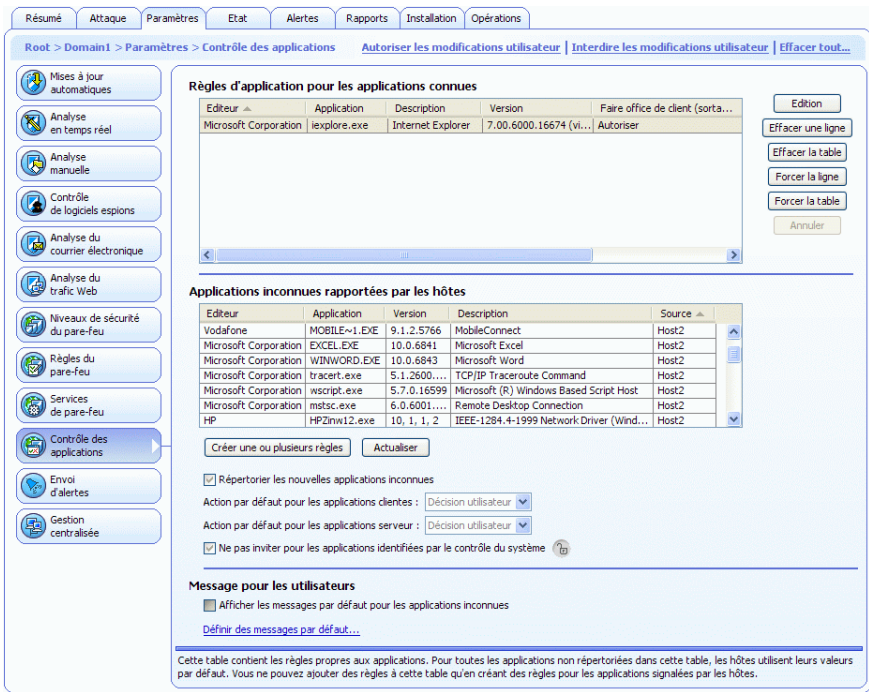 Résumé Attaque Paramètres Etat Alertes Rapports Installation Opérations
Root > Domain1 > Paramètres > Contrôle des applications Autoriser les modifications utilisateur | Interdire les modifications utilisateur | Effacer tout...
Mises à jour
automatiques
Analyse
en temps réel
Analyse
manuelle
Contrôle
de logiciels espions
Analyse du
courrier électronique
Analyse du
trafic Web
Niveaux de sécurité
du pare-feu
Règles du
pare-feu
Services
de pare-feu
Contrôle des
applications
Envoi
d'alertes
Gestion
centralisée
Règles d'application pour les applications connues
Editeur Application Description Version Faire office de client (sorta...
Microsoft Corporation iexplore.exe Internet Explorer 7.00.6000.16674 (vi... Autoriser
Edition
Effacer une ligne
Effacer la table
Forcer la ligne
Forcer la table
Annuler
Applications inconnues rapportées par les hôtes
Editeur Application Version Description Source
Vodafone MOBILE~1.EXE 9.1.2.5766 MobileConnect Host2
Microsoft Corporation EXCEL.EXE 10.0.6841 Microsoft Excel Host2
Microsoft Corporation WINWORD.EXE 10.0.6843 Microsoft Word Host2
Microsoft Corporation tracert.exe 5.1.2600.... TCP/IP Traceroute Command Host2
Microsoft Corporation wscript.exe 5.7.0.16599 Microsoft (R) Windows Based Script Host Host2
Microsoft Corporation mstsc.exe 6.0.6001.... Remote Desktop Connection Host2
HP HPZinw12.exe 10, 1, 1, 2 IEEE-1284.4-1999 Network Driver (Wind... Host2
Créer une ou plusieurs règles Actualiser
Répertorier les nouvelles applications inconnues
Action par défaut pour les applications clientes : Décision utilisateur
Action par défaut pour les applications serveur : Décision utilisateur
Ne pas inviter pour les applications identifiées par le contrôle du système
Message pour les utilisateurs
Afficher les messages par défaut pour les applications inconnues
Définir des messages par défaut...
Cette table contient les règles propres aux applications. Pour toutes les applications non répertoriées dans cette table, les hôtes utilisent leurs valeurs
par défaut. Vous ne pouvez ajouter des règles à cette table qu'en créant des règles pour les applications signalées par les hôtes.